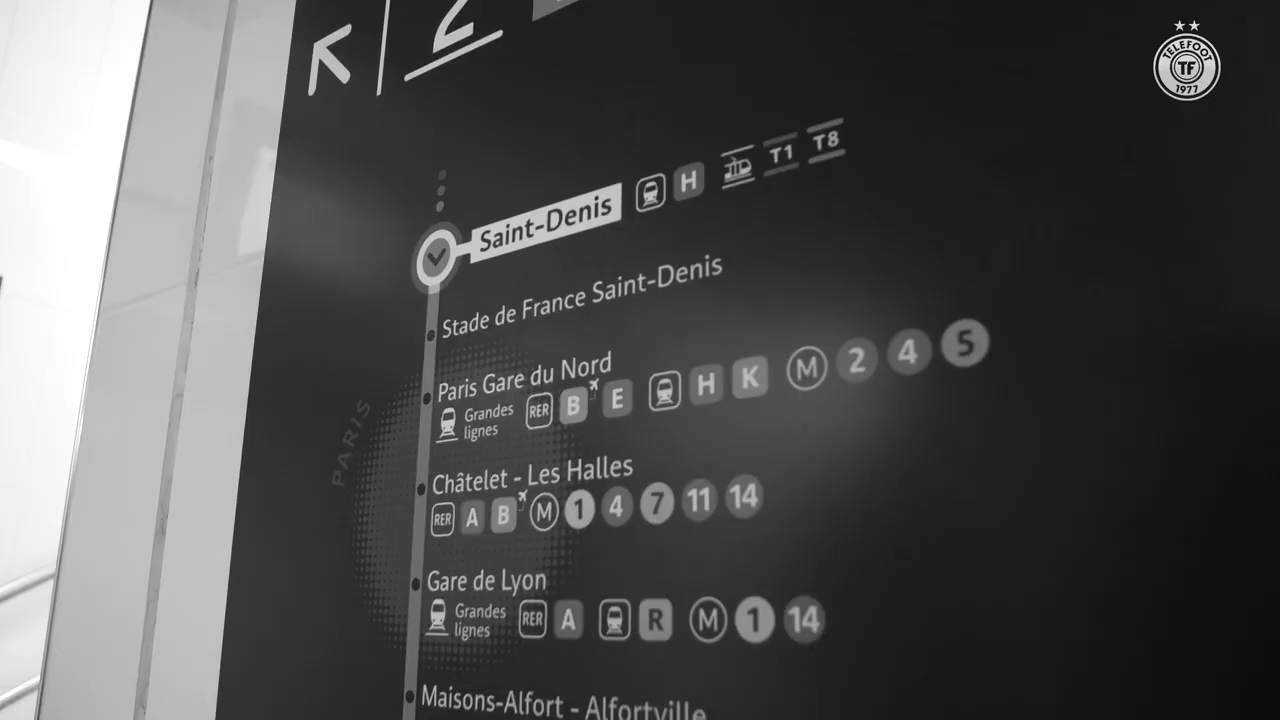 2
TELEFOOT
TF
1977
Saint-Denis H T1 T8
Stade de France Saint-Denis
Paris Gare du Nord
Grandes lignes RER B E H K M 2 4 5
PARIS
Châtelet - Les Halles
RER A B M 1 4 7 11 14
Gare de Lyon
Grandes lignes RER A R M 1 14
Maisons-Alfort - Alfortville